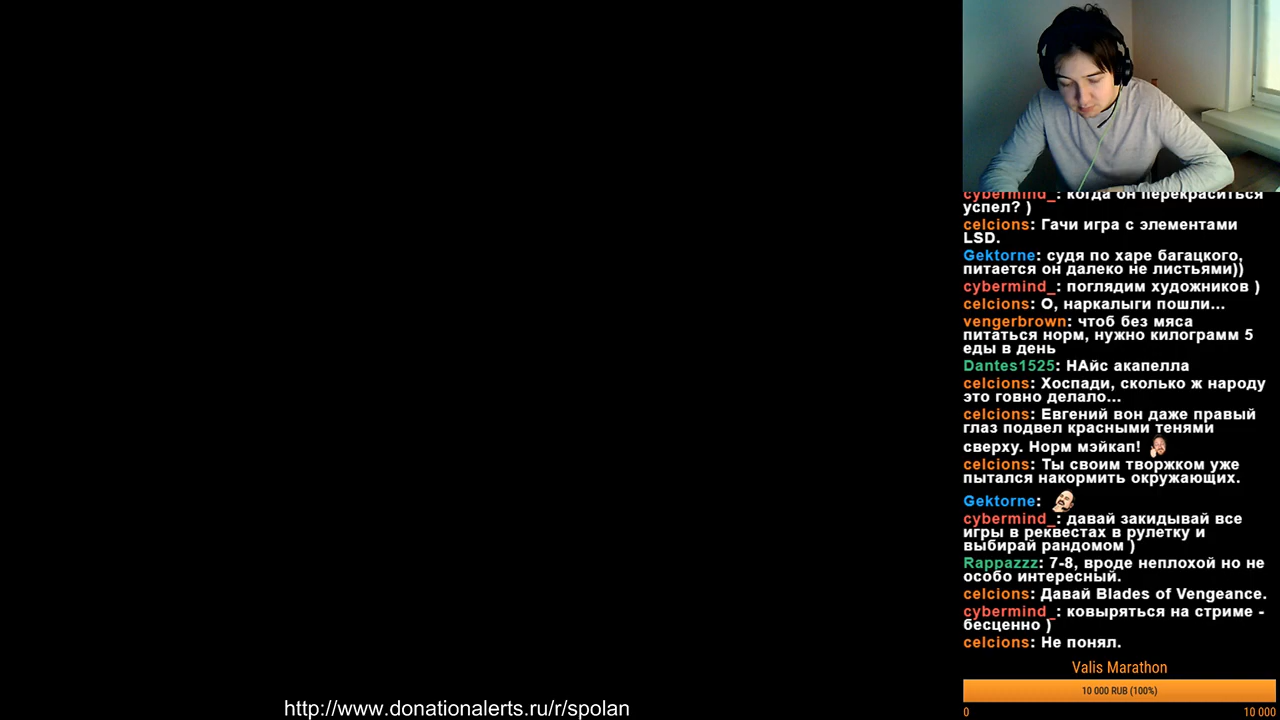 cybermind_: когда он перекраситься
успел? )
celcions: Гачи игра с элементами
LSD.
Gektorne: судя по харе багацкого,
питается он далеко не листьями))
cybermind_: поглядим художников )
celcions: О, наркалыги пошли...
vengerbrown: чтоб без мяса
питаться норм, нужно килограмм 5
еды в день
Dantes1525: НАйс акапелла
celcions: Хоспади, сколько ж народу
это говно делало...
celcions: Евгений вон даже правый
глаз подвел красными тенями
сверху. Норм мэйкап!
celcions: Ты своим творжком уже
пытался накормить окружающих.
Gektorne:
cybermind_: давай закидывай все
игры в реквестах в рулетку и
выбирай рандомом )
Rappazzz: 7-8, вроде неплохой но не
особо интересный.
celcions: Давай Blades of Vengeance.
cybermind_: ковыряться на стриме -
бесценно )
celcions: Не понял.
Valis Marathon
10 000 RUB (100%)
0 10 000
http://www.donationalerts.ru/r/spolan